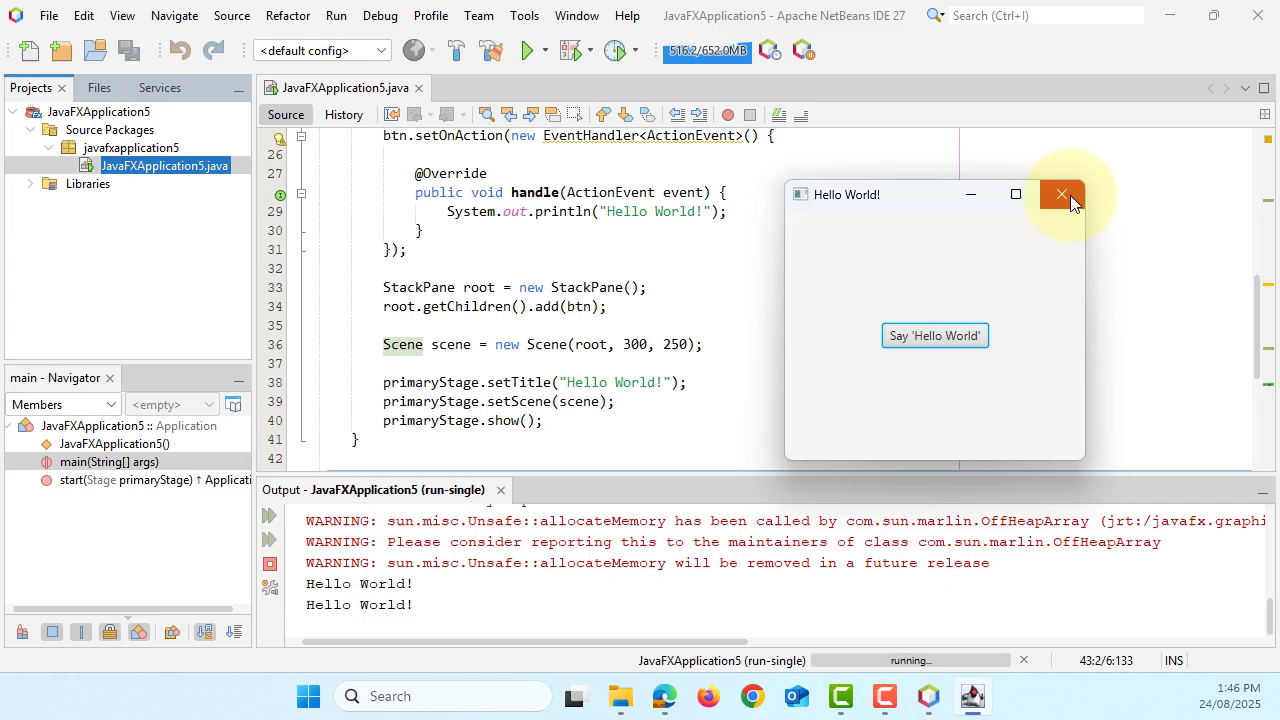 File Edit View Navigate Source Refactor Run Debug Profile Team Tools Window Help JavaFXApplication5 - Apache NetBeans IDE 27 Search (Ctrl+I)
<default config> 516.2/652.0MB
Projects Files Services
JavaFXApplication5
Source Packages
javafxapplication5
JavaFXApplication5.java
Libraries
main - Navigator
Members <empty>
JavaFXApplication5 :: Application
JavaFXApplication5()
main(String[] args)
start(Stage primaryStage) ↑ Applicati
JavaFXApplication5.java
Source History
btn.setOnAction(new EventHandler<ActionEvent>() {
26
27 @Override
public void handle(ActionEvent event) {
29 System.out.println("Hello World!");
30 }
31 });
32
33 StackPane root = new StackPane();
34 root.getChildren().add(btn);
35
36 Scene scene = new Scene(root, 300, 250);
37
38 primaryStage.setTitle("Hello World!");
39 primaryStage.setScene(scene);
40 primaryStage.show();
41 }
42
Hello World!
Say 'Hello World'
Output - JavaFXApplication5 (run-single)
WARNING: sun.misc.Unsafe::allocateMemory has been called by com.sun.marlin.OffHeapArray (jrt:/javafx.graphi
WARNING: Please consider reporting this to the maintainers of class com.sun.marlin.OffHeapArray
WARNING: sun.misc.Unsafe::allocateMemory will be removed in a future release
Hello World!
Hello World!
JavaFXApplication5 (run-single) running... 43:2/6:133 INS
Search
1:46 PM
24/08/2025